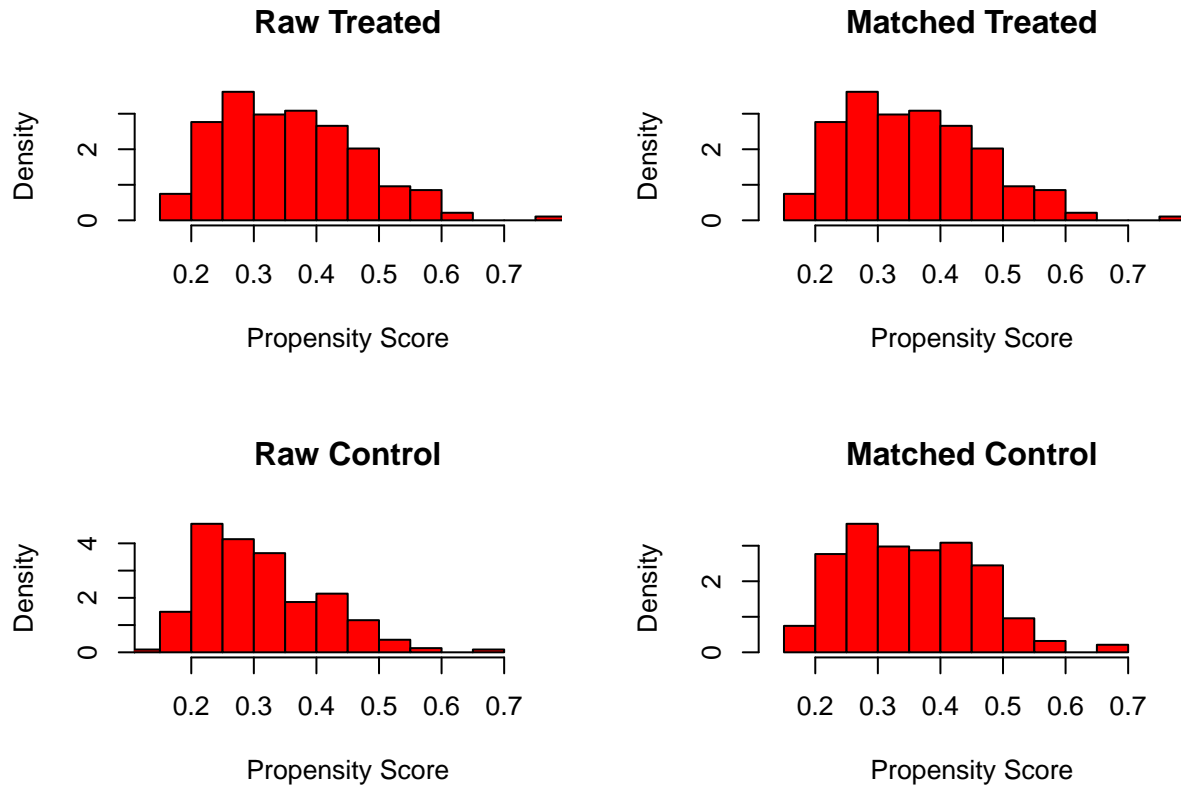 Raw Treated
Density
0 2
0.2 0.3 0.4 0.5 0.6 0.7
Propensity Score
Matched Treated
Density
0 2
0.2 0.3 0.4 0.5 0.6 0.7
Propensity Score
Raw Control
Density
0 2 4
0.2 0.3 0.4 0.5 0.6 0.7
Propensity Score
Matched Control
Density
0 2
0.2 0.3 0.4 0.5 0.6 0.7
Propensity Score